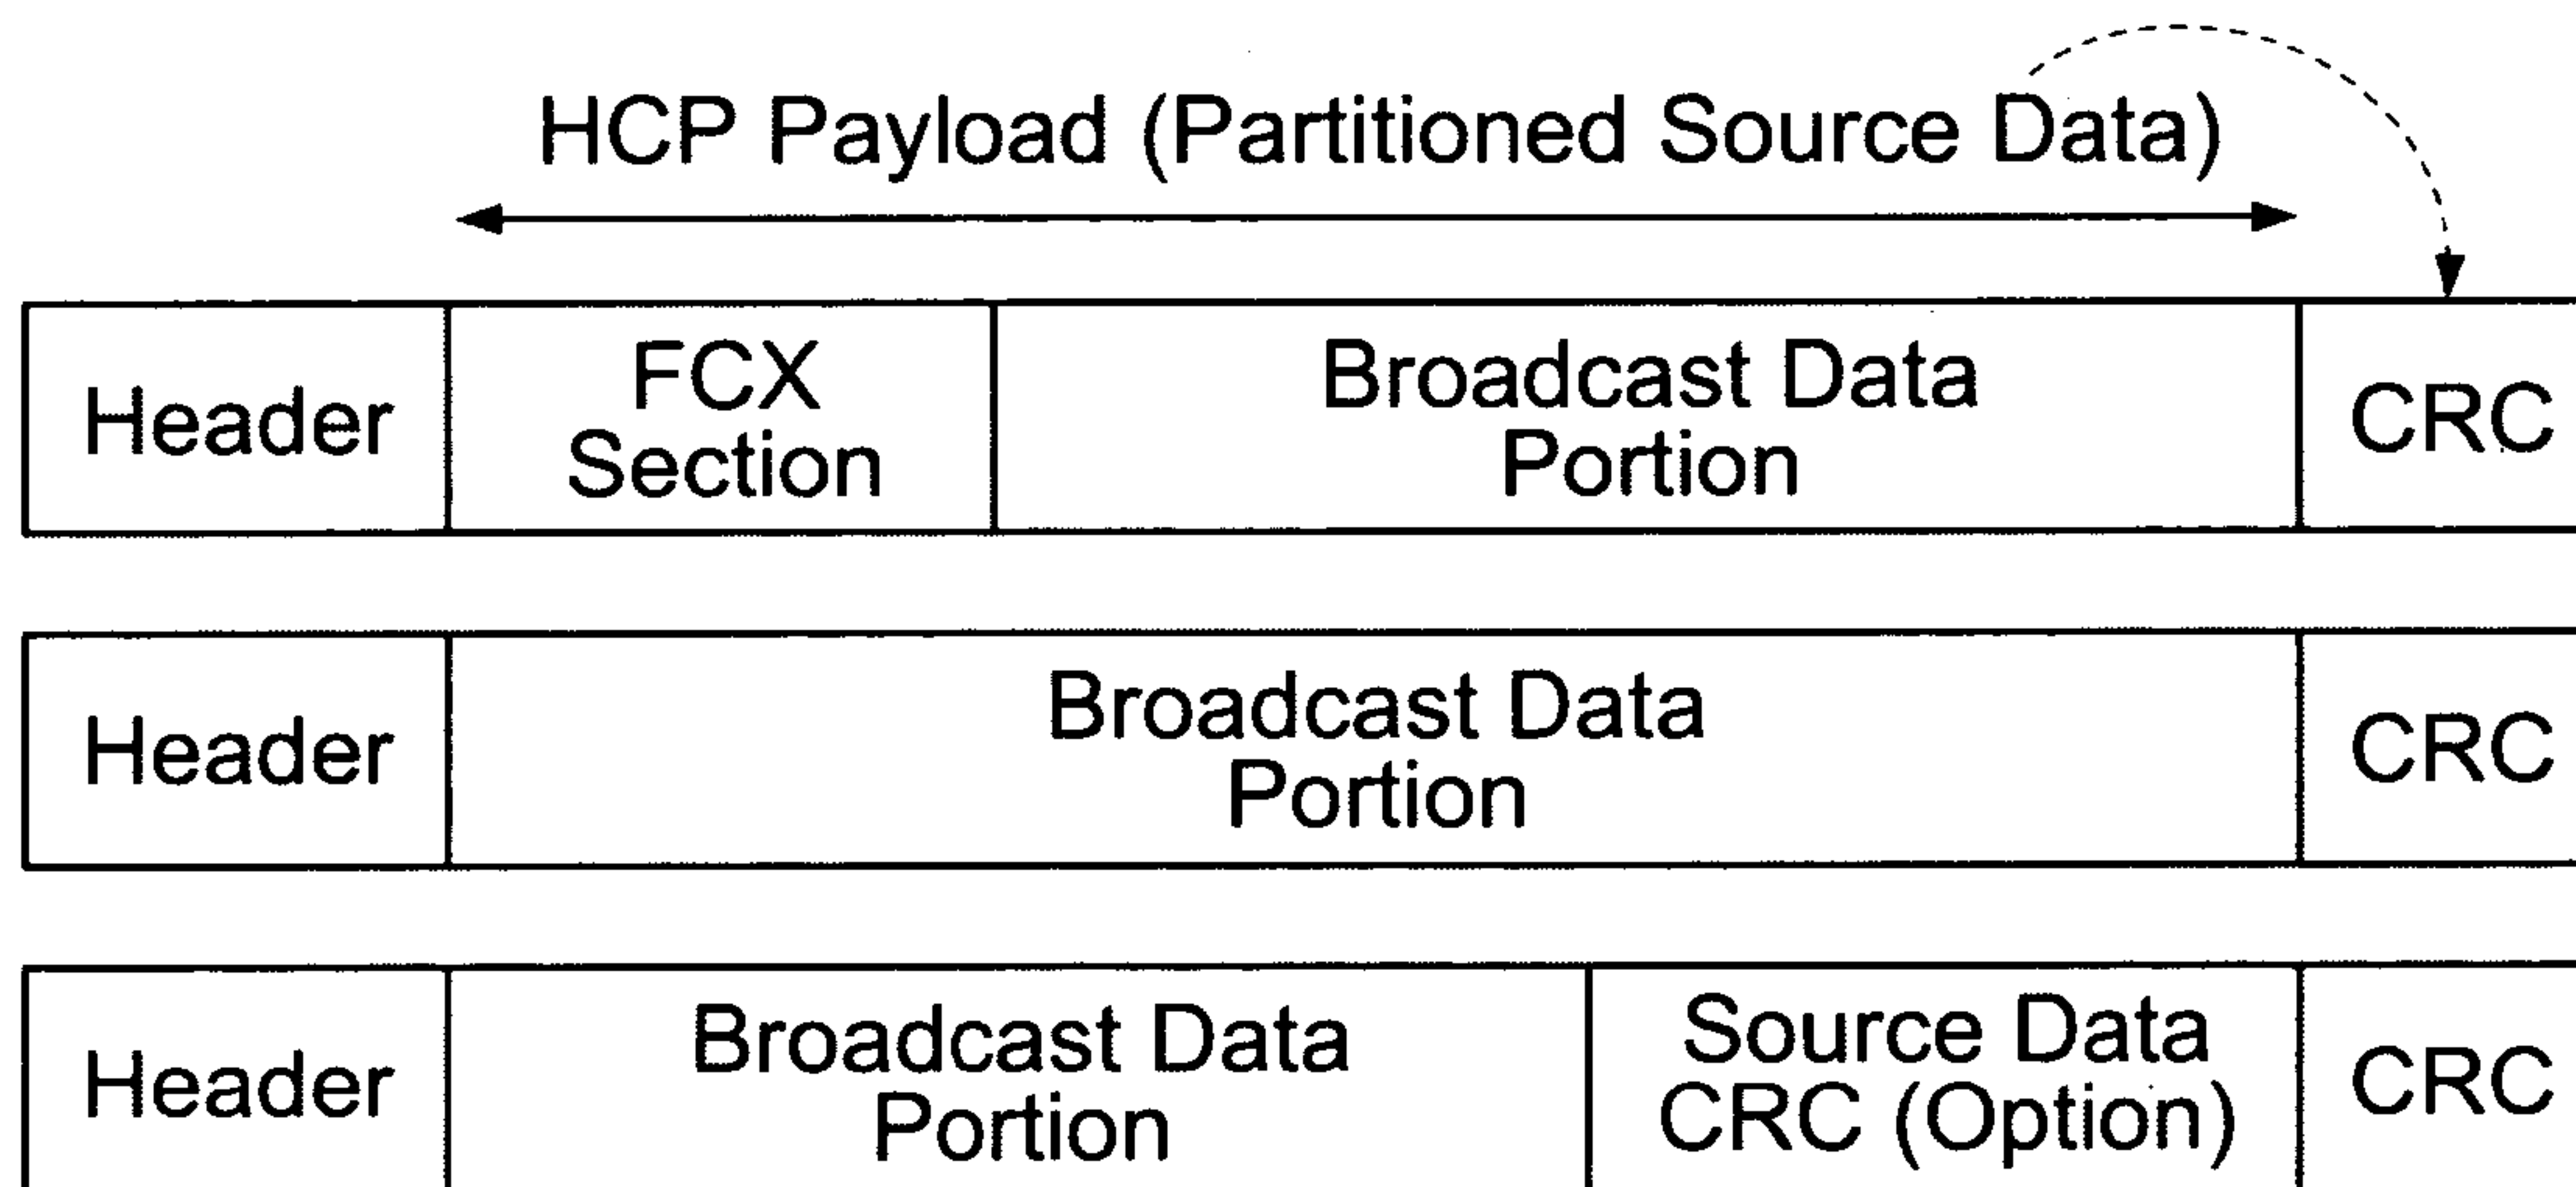 HCP Payload (Partitioned Source Data)
Header
FCX
Section
Broadcast Data
Portion
CRC
Header
Broadcast Data
Portion
CRC
Header
Broadcast Data
Portion
Source Data
CRC (Option)
CRC